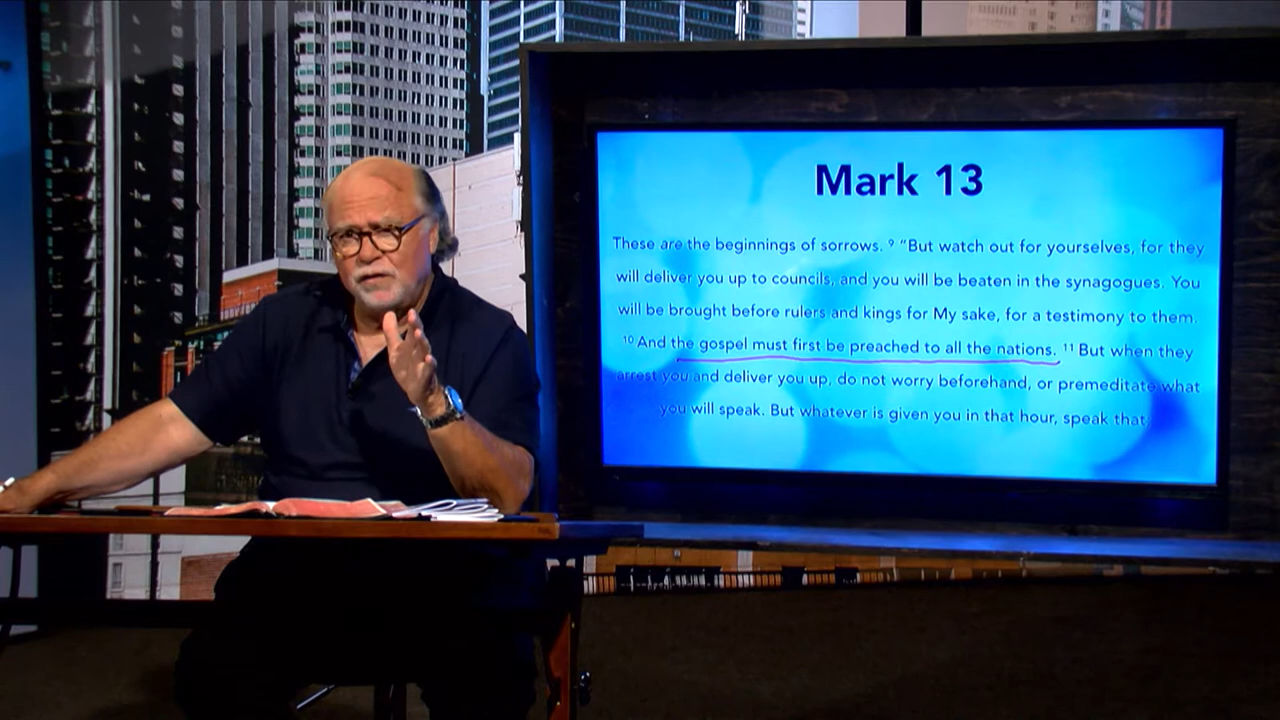 Mark 13
These are the beginnings of sorrows. ⁹ “But watch out for yourselves, for they
will deliver you up to councils, and you will be beaten in the synagogues. You
will be brought before rulers and kings for My sake, for a testimony to them.
¹⁰ And the gospel must first be preached to all the nations. ¹¹ But when they
arrest you and deliver you up, do not worry beforehand, or premeditate what
you will speak. But whatever is given you in that hour, speak that